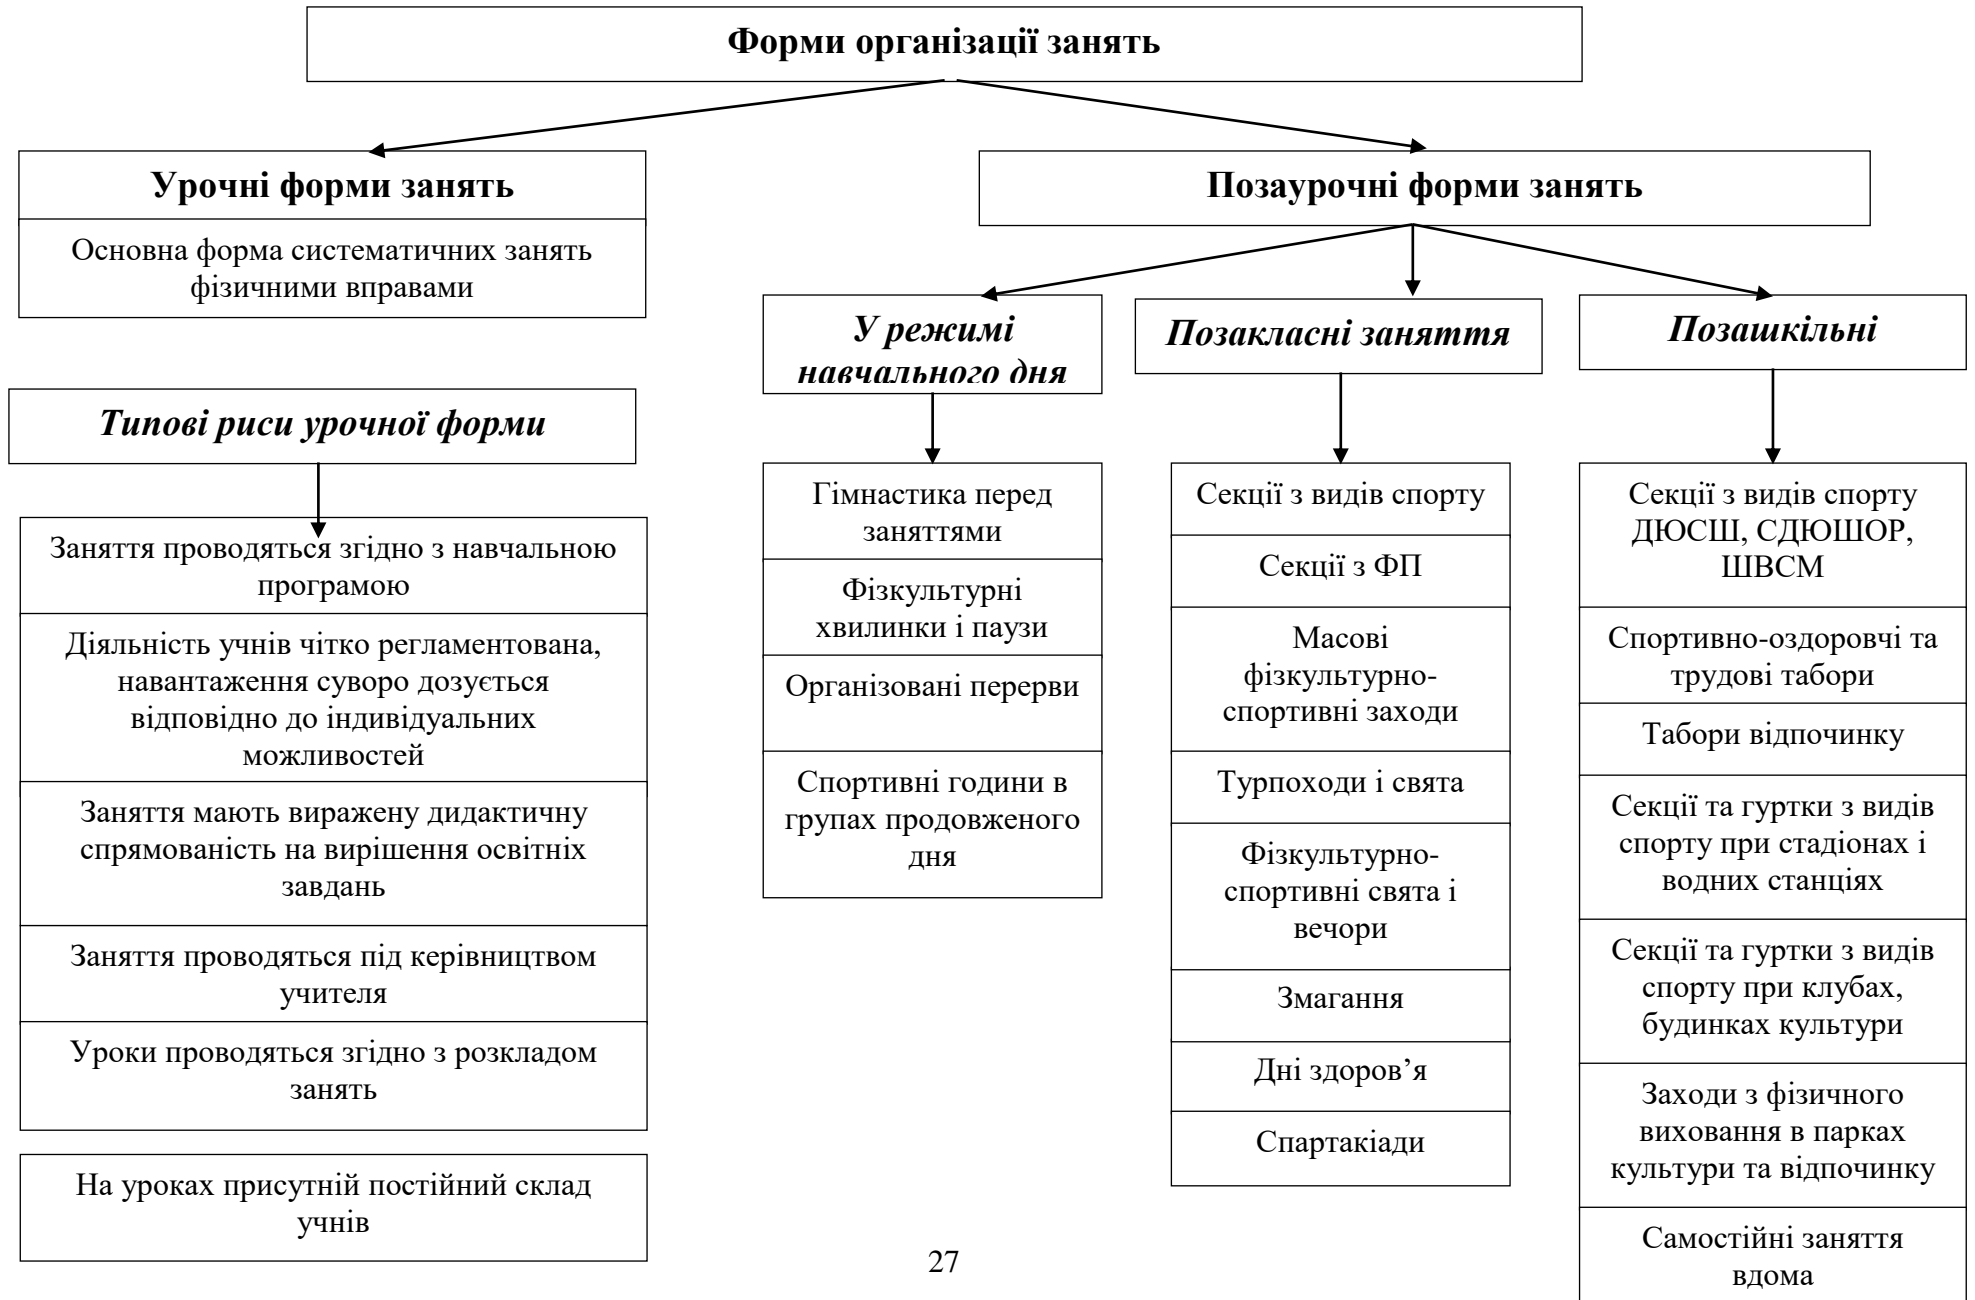 Форми організації занять
Урочні форми занять
Основна форма систематичних занять
фізичними вправами
Типові риси урочної форми
Заняття проводяться згідно з навчальною
програмою
Діяльність учнів чітко регламентована,
навантаження суворо дозується
відповідно до індивідуальних
можливостей
Заняття мають виражену дидактичну
спрямованість на вирішення освітніх
завдань
Заняття проводяться під керівництвом
учителя
Уроки проводяться згідно з розкладом
занять
На уроках присутній постійний склад
учнів
Позаурочні форми занять
У режимі
навчального дня
Гімнастика перед
заняттями
Фізкультурні
хвилинки і паузи
Організовані перерви
Спортивні години в
групах продовженого
дня
Позакласні заняття
Секції з видів спорту
Секції з ФП
Масові
фізкультурно-
спортивні заходи
Турпоходи і свята
Фізкультурно-
спортивні свята і
вечори
Змагання
Дні здоров’я
Спартакіади
Позашкільні
Секції з видів спорту
ДЮСШ, СДЮШОР,
ШВСМ
Спортивно-оздоровчі та
трудові табори
Табори відпочинку
Секції та гуртки з видів
спорту при стадіонах і
водних станціях
Секції та гуртки з видів
спорту при клубах,
будинках культури
Заходи з фізичного
виховання в парках
культури та відпочинку
Самостійні заняття
вдома
27